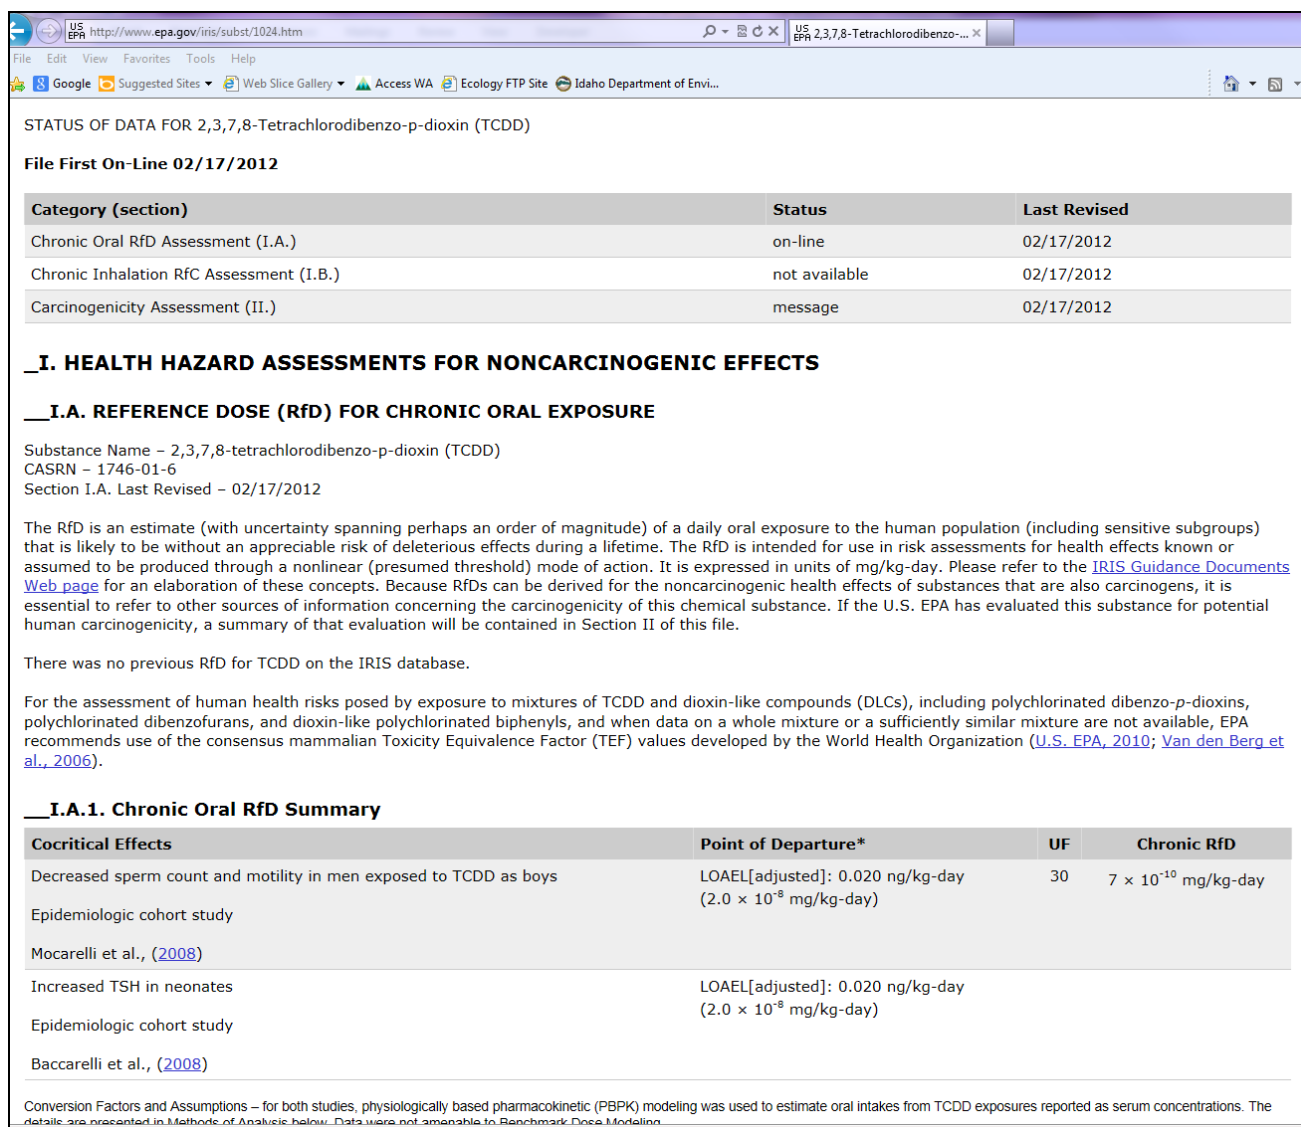 US EPA http://www.epa.gov/iris/subst/1024.htm
US EPA 2,3,7,8-Tetrachlorodibenzo-...
File Edit View Favorites Tools Help
Google Suggested Sites Web Slice Gallery Access WA Ecology FTP Site Idaho Department of Envi...
STATUS OF DATA FOR 2,3,7,8-Tetrachlorodibenzo-p-dioxin (TCDD)
File First On-Line 02/17/2012
Category (section) Status Last Revised
Chronic Oral RfD Assessment (I.A.) on-line 02/17/2012
Chronic Inhalation RfC Assessment (I.B.) not available 02/17/2012
Carcinogenicity Assessment (II.) message 02/17/2012
_I. HEALTH HAZARD ASSESSMENTS FOR NONCARCINOGENIC EFFECTS
__I.A. REFERENCE DOSE (RfD) FOR CHRONIC ORAL EXPOSURE
Substance Name – 2,3,7,8-tetrachlorodibenzo-p-dioxin (TCDD)
CASRN – 1746-01-6
Section I.A. Last Revised – 02/17/2012
The RfD is an estimate (with uncertainty spanning perhaps an order of magnitude) of a daily oral exposure to the human population (including sensitive subgroups)
that is likely to be without an appreciable risk of deleterious effects during a lifetime. The RfD is intended for use in risk assessments for health effects known or
assumed to be produced through a nonlinear (presumed threshold) mode of action. It is expressed in units of mg/kg-day. Please refer to the IRIS Guidance Documents
Web page for an elaboration of these concepts. Because RfDs can be derived for the noncarcinogenic health effects of substances that are also carcinogens, it is
essential to refer to other sources of information concerning the carcinogenicity of this chemical substance. If the U.S. EPA has evaluated this substance for potential
human carcinogenicity, a summary of that evaluation will be contained in Section II of this file.
There was no previous RfD for TCDD on the IRIS database.
For the assessment of human health risks posed by exposure to mixtures of TCDD and dioxin-like compounds (DLCs), including polychlorinated dibenzo-p-dioxins,
polychlorinated dibenzofurans, and dioxin-like polychlorinated biphenyls, and when data on a whole mixture or a sufficiently similar mixture are not available, EPA
recommends use of the consensus mammalian Toxicity Equivalence Factor (TEF) values developed by the World Health Organization (U.S. EPA, 2010; Van den Berg et
al., 2006).
__I.A.1. Chronic Oral RfD Summary
Cocritical Effects Point of Departure* UF Chronic RfD
Decreased sperm count and motility in men exposed to TCDD as boys LOAEL[adjusted]: 0.020 ng/kg-day 30 7 × 10⁻¹⁰ mg/kg-day
(2.0 × 10⁻⁸ mg/kg-day)
Epidemiologic cohort study
Mocarelli et al., (2008)
Increased TSH in neonates LOAEL[adjusted]: 0.020 ng/kg-day
(2.0 × 10⁻⁸ mg/kg-day)
Epidemiologic cohort study
Baccarelli et al., (2008)
Conversion Factors and Assumptions – for both studies, physiologically based pharmacokinetic (PBPK) modeling was used to estimate oral intakes from TCDD exposures reported as serum concentrations. The
details are presented in Methods of Analysis below. Data were not amenable to Benchmark Dose Modeling